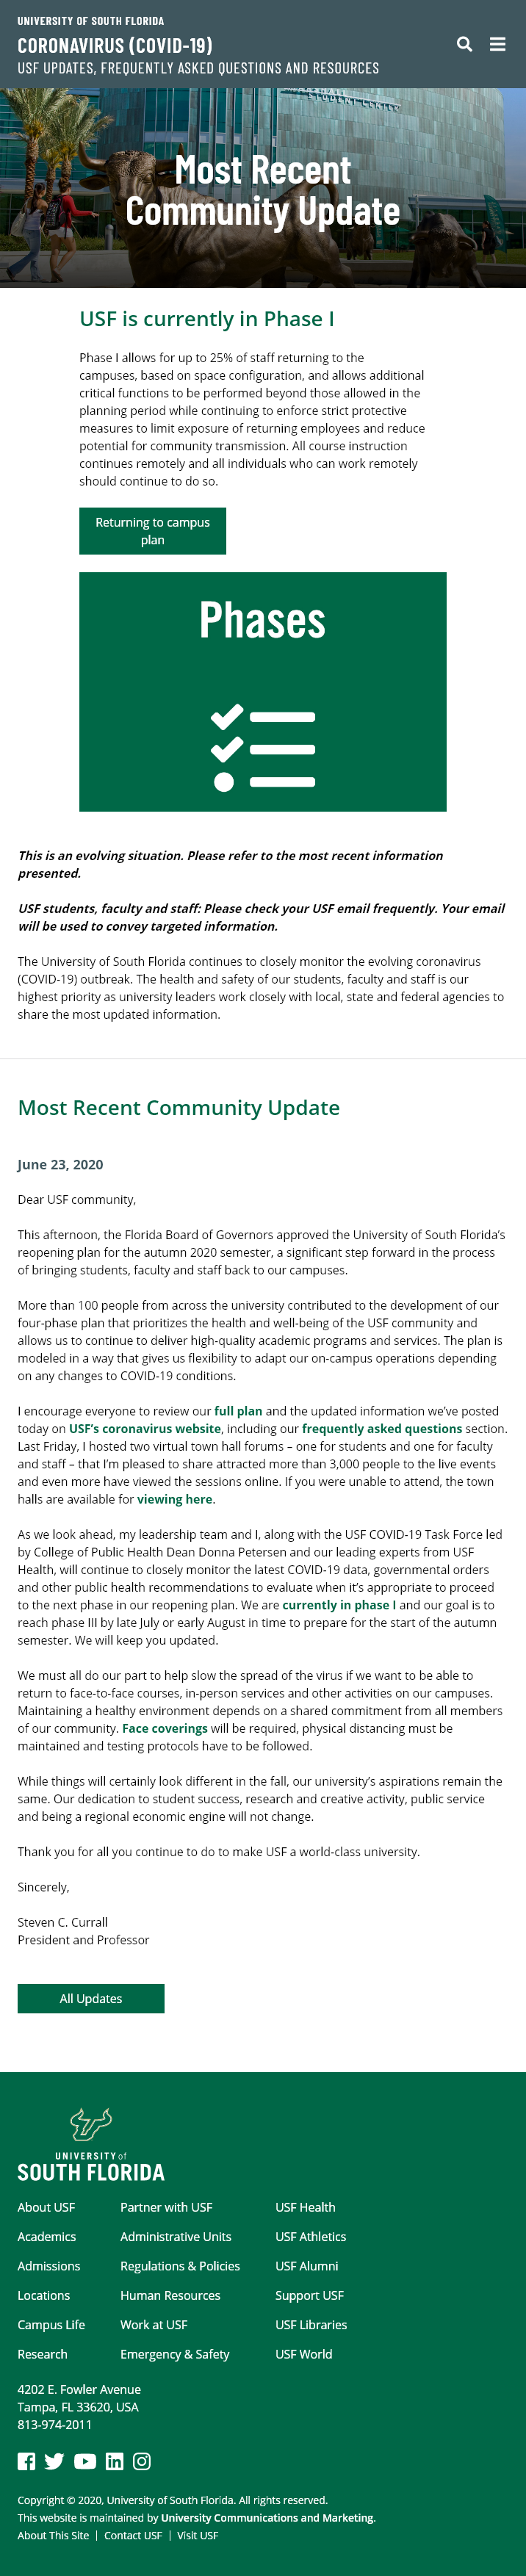 UNIVERSITY OF SOUTH FLORIDA
CORONAVIRUS (COVID-19)
USF UPDATES, FREQUENTLY ASKED QUESTIONS AND RESOURCES
Most Recent
Community Update
USF is currently in Phase I
Phase I allows for up to 25% of staff returning to the
campuses, based on space configuration, and allows additional
critical functions to be performed beyond those allowed in the
planning period while continuing to enforce strict protective
measures to limit exposure of returning employees and reduce
potential for community transmission. All course instruction
continues remotely and all individuals who can work remotely
should continue to do so.
Returning to campus
plan
Phases
This is an evolving situation. Please refer to the most recent information
presented.
USF students, faculty and staff: Please check your USF email frequently. Your email
will be used to convey targeted information.
The University of South Florida continues to closely monitor the evolving coronavirus
(COVID-19) outbreak. The health and safety of our students, faculty and staff is our
highest priority as university leaders work closely with local, state and federal agencies to
share the most updated information.
Most Recent Community Update
June 23, 2020
Dear USF community,
This afternoon, the Florida Board of Governors approved the University of South Florida’s
reopening plan for the autumn 2020 semester, a significant step forward in the process
of bringing students, faculty and staff back to our campuses.
More than 100 people from across the university contributed to the development of our
four-phase plan that prioritizes the health and well-being of the USF community and
allows us to continue to deliver high-quality academic programs and services. The plan is
modeled in a way that gives us flexibility to adapt our on-campus operations depending
on any changes to COVID-19 conditions.
I encourage everyone to review our full plan and the updated information we’ve posted
today on USF’s coronavirus website, including our frequently asked questions section.
Last Friday, I hosted two virtual town hall forums – one for students and one for faculty
and staff – that I’m pleased to share attracted more than 3,000 people to the live events
and even more have viewed the sessions online. If you were unable to attend, the town
halls are available for viewing here.
As we look ahead, my leadership team and I, along with the USF COVID-19 Task Force led
by College of Public Health Dean Donna Petersen and our leading experts from USF
Health, will continue to closely monitor the latest COVID-19 data, governmental orders
and other public health recommendations to evaluate when it’s appropriate to proceed
to the next phase in our reopening plan. We are currently in phase I and our goal is to
reach phase III by late July or early August in time to prepare for the start of the autumn
semester. We will keep you updated.
We must all do our part to help slow the spread of the virus if we want to be able to
return to face-to-face courses, in-person services and other activities on our campuses.
Maintaining a healthy environment depends on a shared commitment from all members
of our community. Face coverings will be required, physical distancing must be
maintained and testing protocols have to be followed.
While things will certainly look different in the fall, our university’s aspirations remain the
same. Our dedication to student success, research and creative activity, public service
and being a regional economic engine will not change.
Thank you for all you continue to do to make USF a world-class university.
Sincerely,
Steven C. Currall
President and Professor
All Updates
UNIVERSITY of
SOUTH FLORIDA
About USF
Academics
Admissions
Locations
Campus Life
Research
Partner with USF
Administrative Units
Regulations & Policies
Human Resources
Work at USF
Emergency & Safety
USF Health
USF Athletics
USF Alumni
Support USF
USF Libraries
USF World
4202 E. Fowler Avenue
Tampa, FL 33620, USA
813-974-2011
Copyright © 2020, University of South Florida. All rights reserved.
This website is maintained by University Communications and Marketing.
About This Site | Contact USF | Visit USF